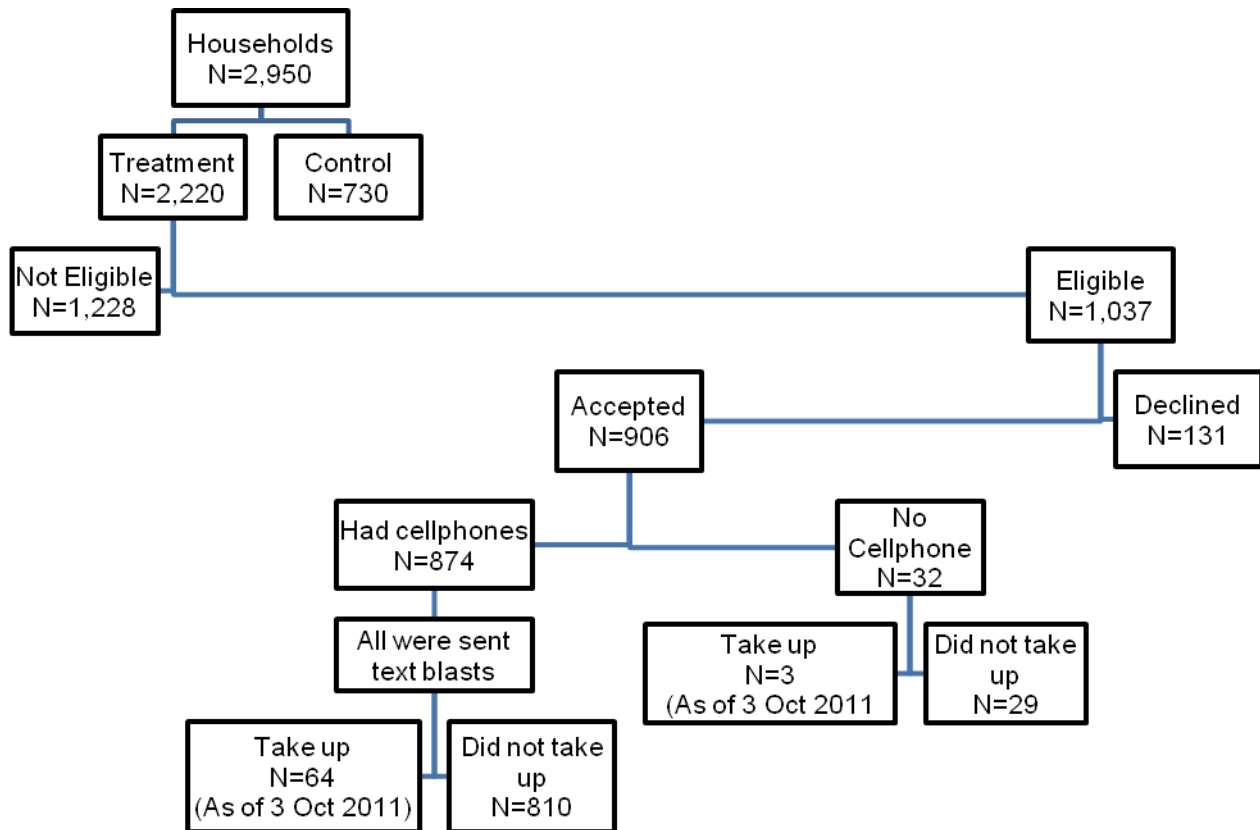 Households
N=2,950
Treatment
N=2,220
Control
N=730
Not Eligible
N=1,228
Eligible
N=1,037
Accepted
N=906
Declined
N=131
Had cellphones
N=874
No
Cellphone
N=32
All were sent
text blasts
Take up
N=3
(As of 3 Oct 2011
Did not take
up
N=29
Take up
N=64
(As of 3 Oct 2011)
Did not take
up
N=810